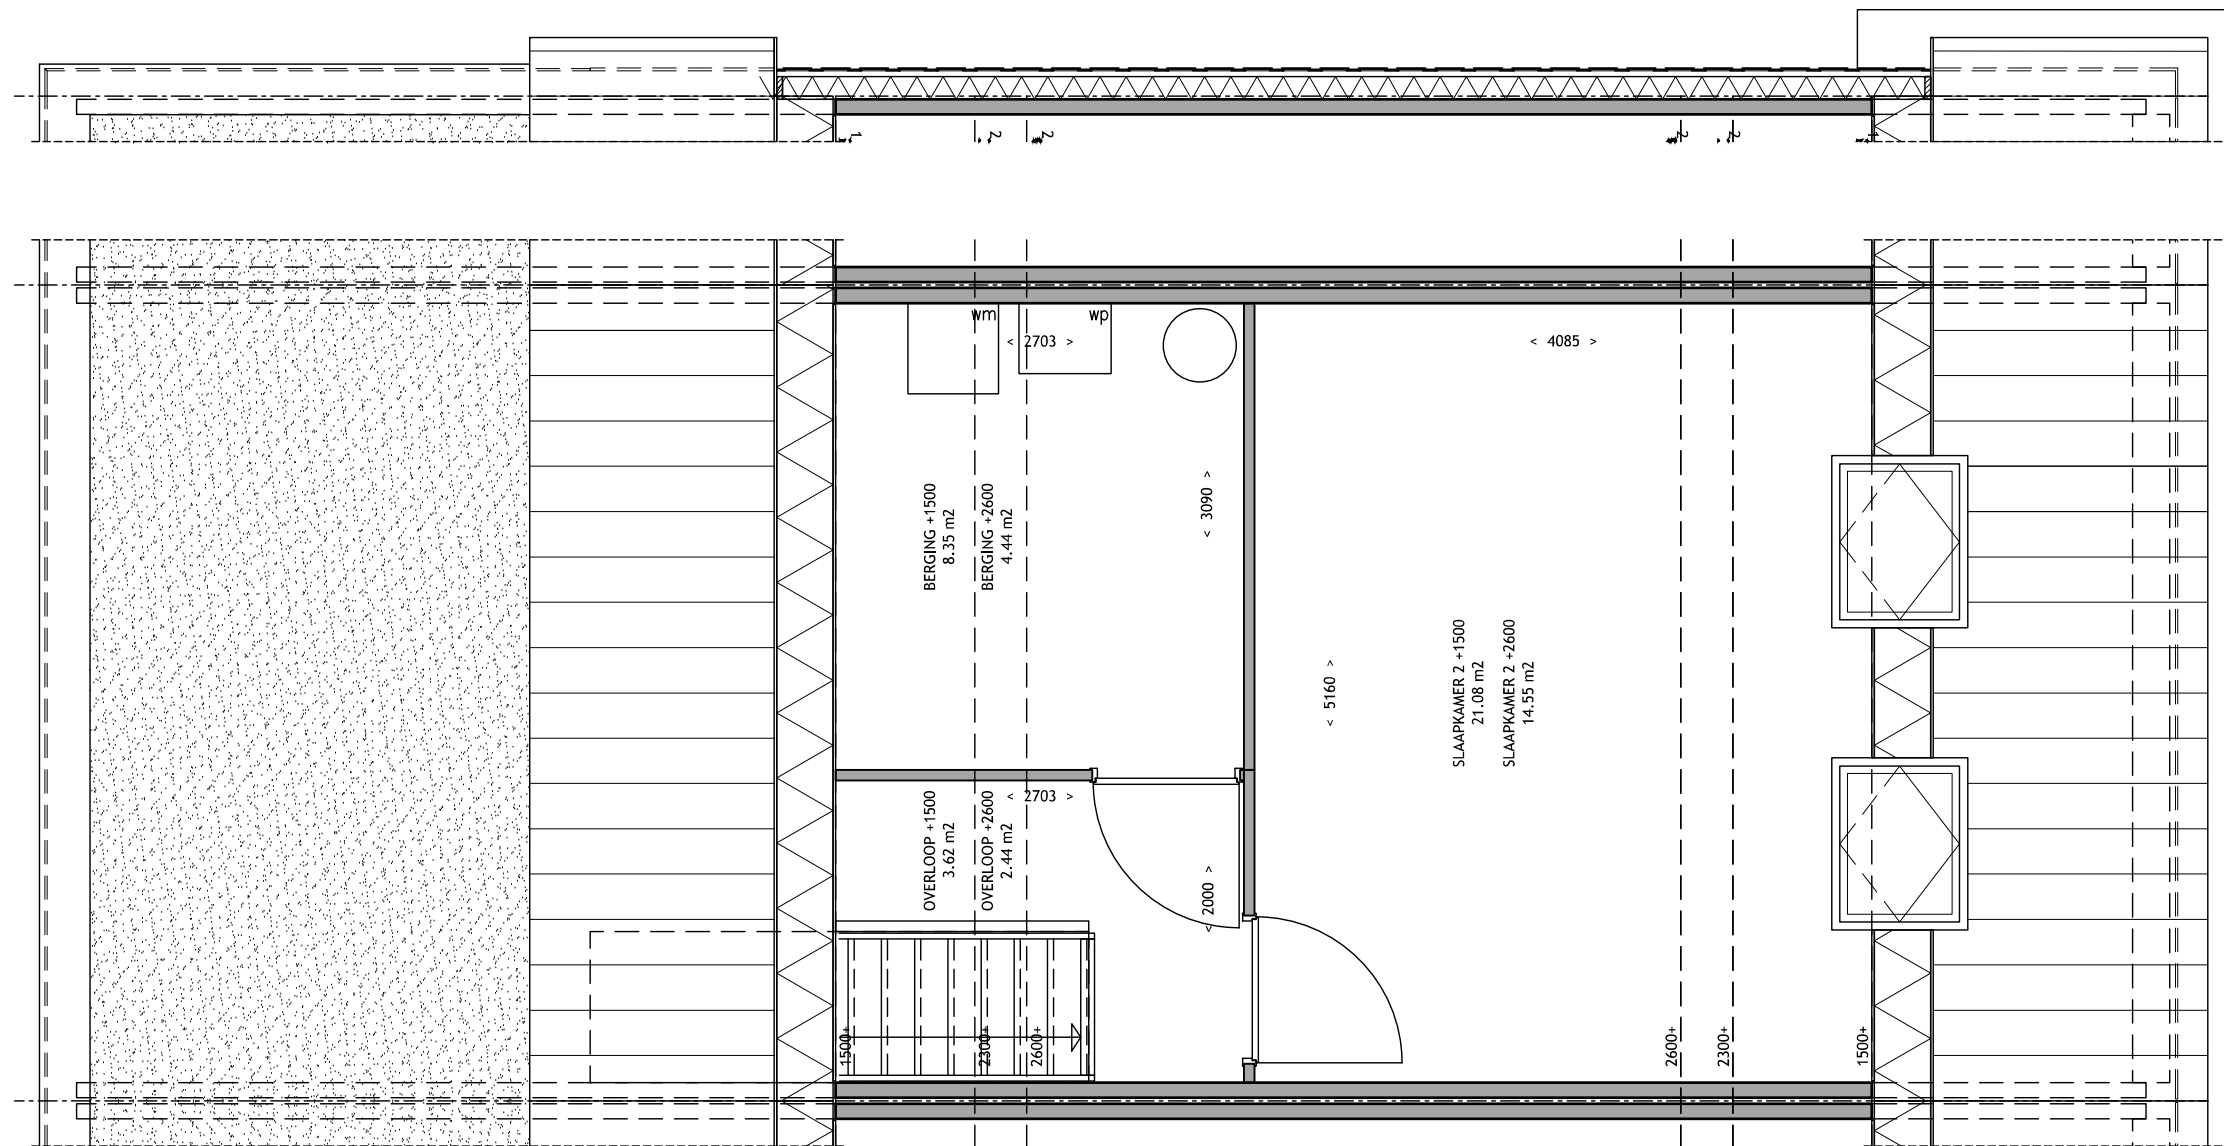 wm
wp
< 2703 >
< 4085 >
< 3090 >
BERGING +1500
8.35 m2
BERGING +2600
4.44 m2
< 5160 >
SLAAPKAMER 2 +1500
21.08 m2
SLAAPKAMER 2 +2600
14.55 m2
OVERLOOP +1500
3.62 m2
OVERLOOP +2600
2.44 m2
< 2703 >
< 2000 >
1500+
2300+
2600+
2600+
2300+
1500+